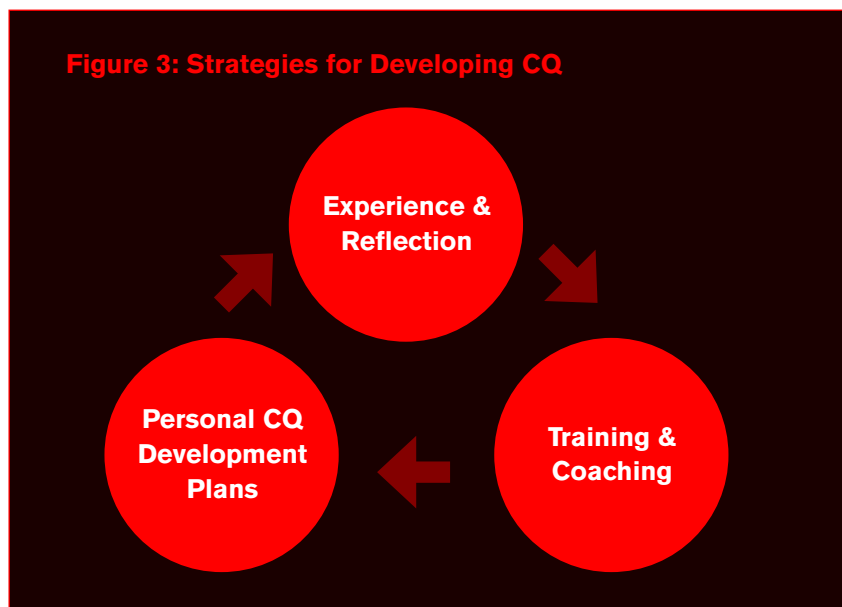 Figure 3: Strategies for Developing CQ
Experience &
Reflection
Personal CQ
Development
Plans
Training &
Coaching